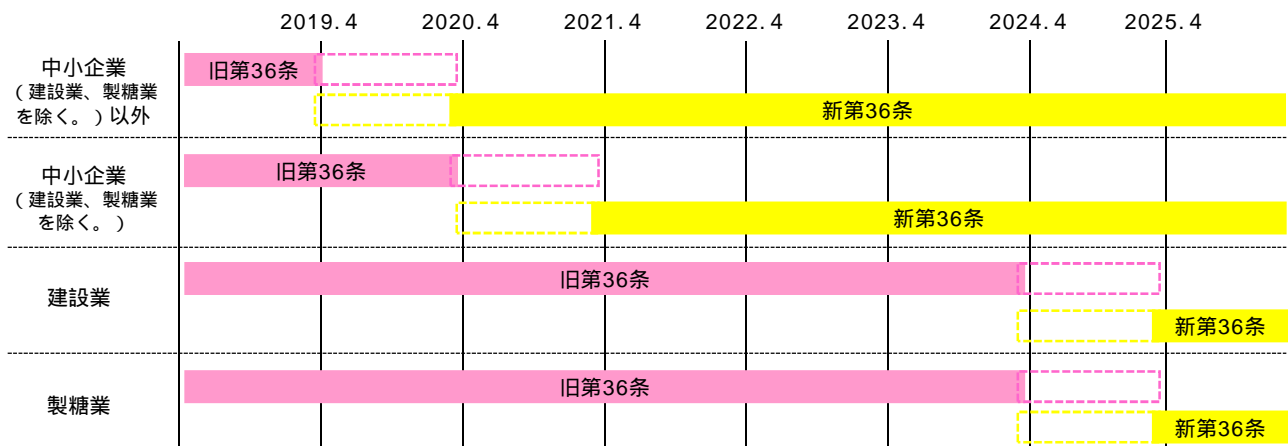 2019.4 2020.4 2021.4 2022.4 2023.4 2024.4 2025.4
中小企業
(建設業、製糖業
を除く。)以外
旧第36条
新第36条
中小企業
(建設業、製糖業
を除く。)
旧第36条
新第36条
建設業
旧第36条
新第36条
製糖業
旧第36条
新第36条